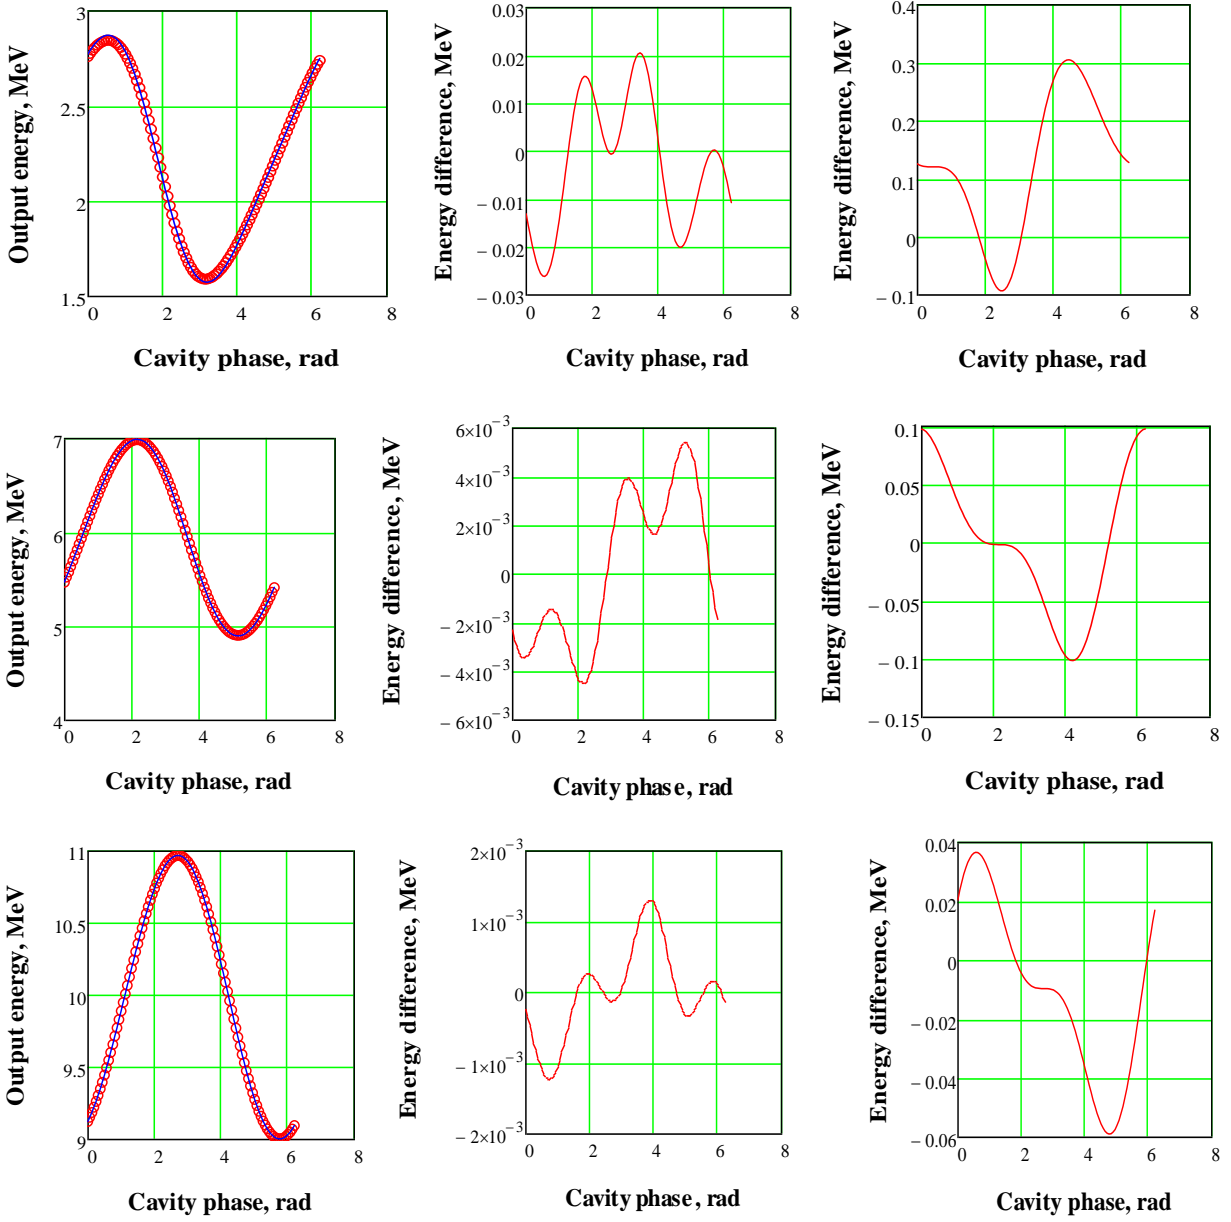 3
2.5
2
1.5
0 2 4 6 8
Output energy, MeV
Cavity phase, rad
0.03
0.02
0.01
0
− 0.01
− 0.02
− 0.03
0 2 4 6 8
Energy difference, MeV
Cavity phase, rad
0.4
0.3
0.2
0.1
0
− 0.1
0 2 4 6 8
Energy difference, MeV
Cavity phase, rad
7
6
5
4
0 2 4 6 8
Output energy, MeV
Cavity phase, rad
6×10⁻³
4×10⁻³
2×10⁻³
0
− 2×10⁻³
− 4×10⁻³
− 6×10⁻³
0 2 4 6 8
Energy difference, MeV
Cavity phase, rad
0.1
0.05
0
− 0.05
− 0.1
− 0.15
0 2 4 6 8
Energy difference, MeV
Cavity phase, rad
11
10.5
10
9.5
9
0 2 4 6 8
Output energy, MeV
Cavity phase, rad
2×10⁻³
1×10⁻³
0
− 1×10⁻³
− 2×10⁻³
0 2 4 6 8
Energy difference, MeV
Cavity phase, rad
0.04
0.02
0
− 0.02
− 0.04
− 0.06
0 2 4 6 8
Energy difference, MeV
Cavity phase, rad